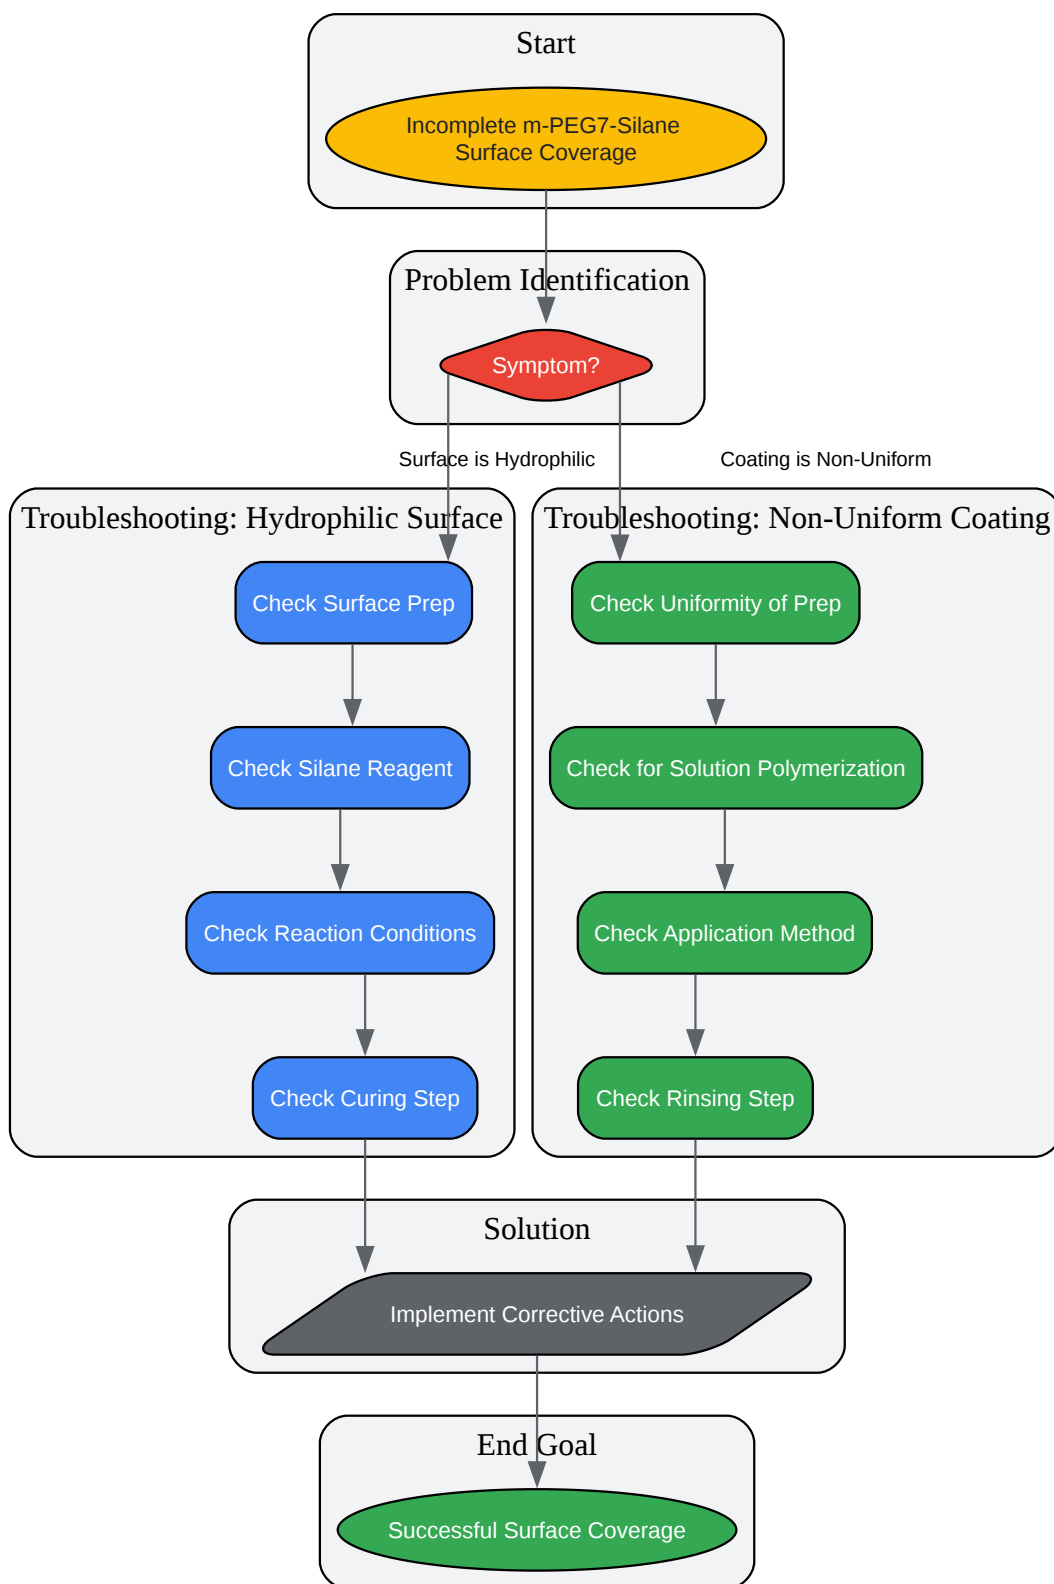 Start
Incomplete m-PEG7-Silane
Surface Coverage
Problem Identification
Symptom?
Surface is Hydrophilic
Coating is Non-Uniform
Troubleshooting: Hydrophilic Surface
Check Surface Prep
Check Silane Reagent
Check Reaction Conditions
Check Curing Step
Troubleshooting: Non-Uniform Coating
Check Uniformity of Prep
Check for Solution Polymerization
Check Application Method
Check Rinsing Step
Solution
Implement Corrective Actions
End Goal
Successful Surface Coverage